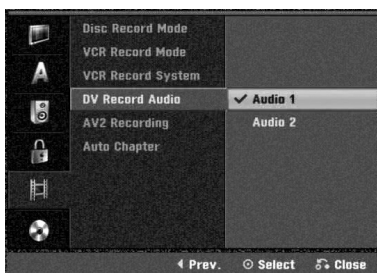 Disc Record Mode
VCR Record Mode
VCR Record System
DV Record Audio
Audio 1
AV2 Recording
Audio 2
Auto Chapter
Prev. Select Close